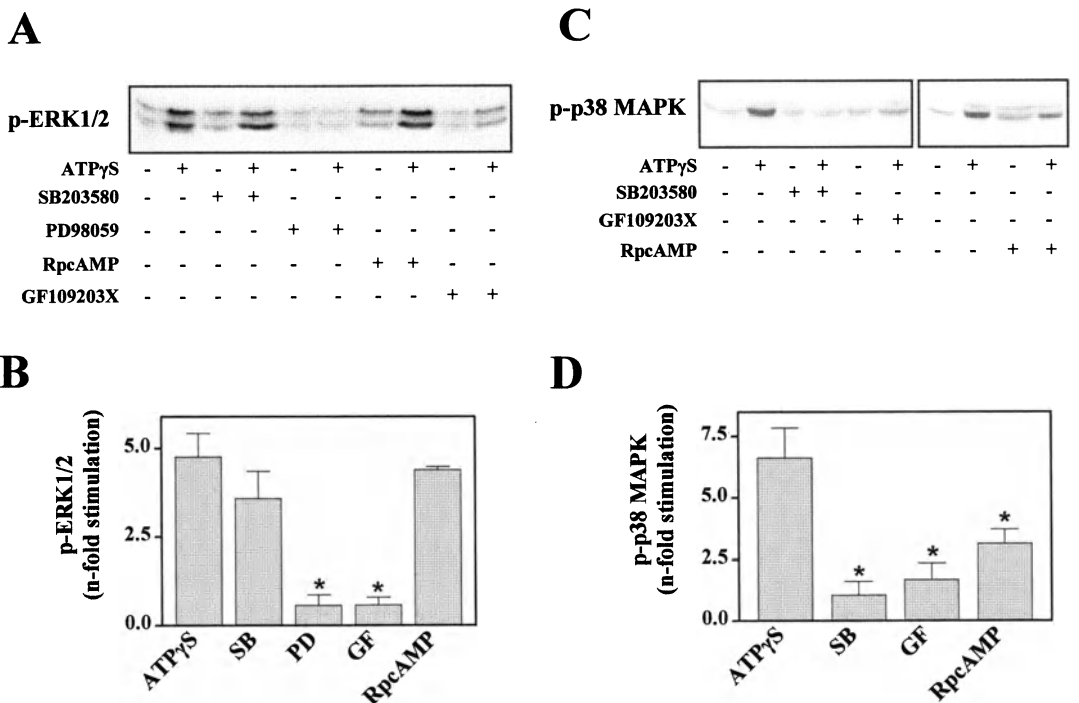 A
p-ERK1/2
ATPγS - + - + - + - + - +
SB203580 - - + + - - - - - -
PD98059 - - - - + + - - - -
RpcAMP - - - - - - + + - -
GF109203X - - - - - - - - + +
C
p-p38 MAPK
ATPγS - + - + - + - + - +
SB203580 - - + + - - - - - -
GF109203X - - - - + + - - - -
RpcAMP - - - - - - - - + +
B
p-ERK1/2
(n-fold stimulation)
5.0
2.5
0.0
* *
ATPγS SB PD GF RpcAMP
D
p-p38 MAPK
(n-fold stimulation)
7.5
5.0
2.5
0.0
* * *
ATPγS SB GF RpcAMP